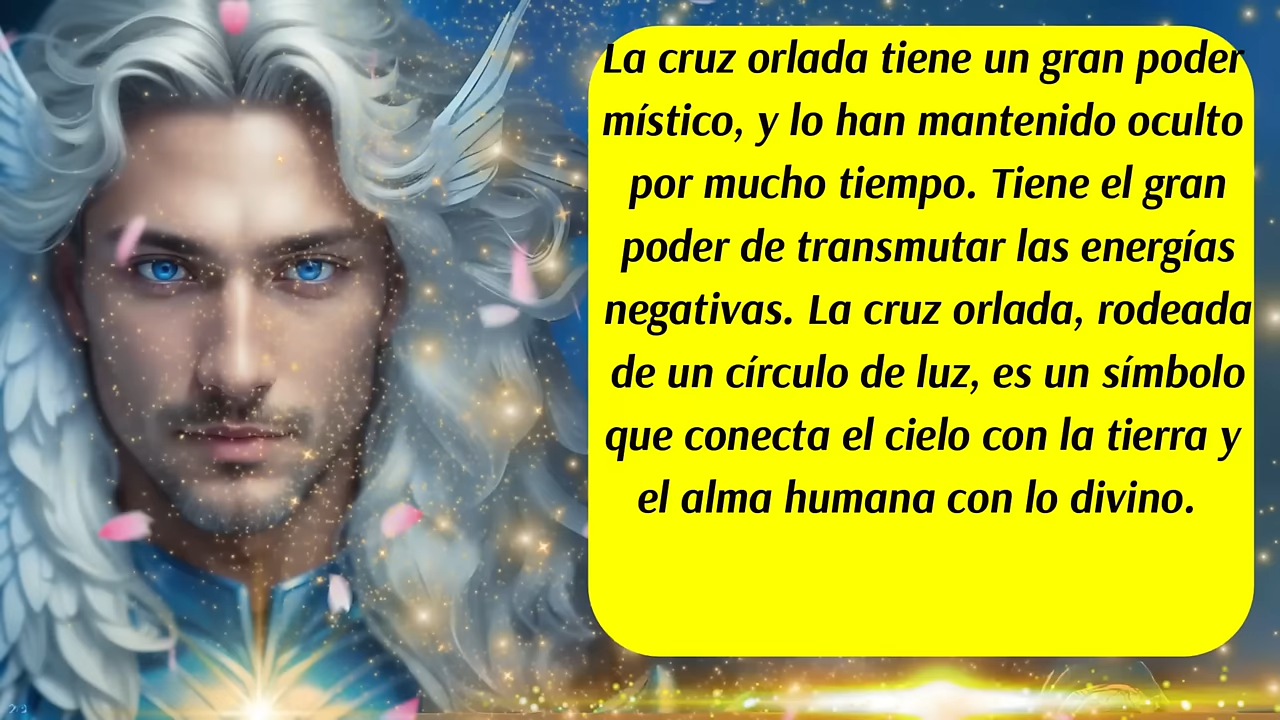 La cruz orlada tiene un gran poder
místico, y lo han mantenido oculto
por mucho tiempo. Tiene el gran
poder de transmutar las energías
negativas. La cruz orlada, rodeada
de un círculo de luz, es un símbolo
que conecta el cielo con la tierra y
el alma humana con lo divino.